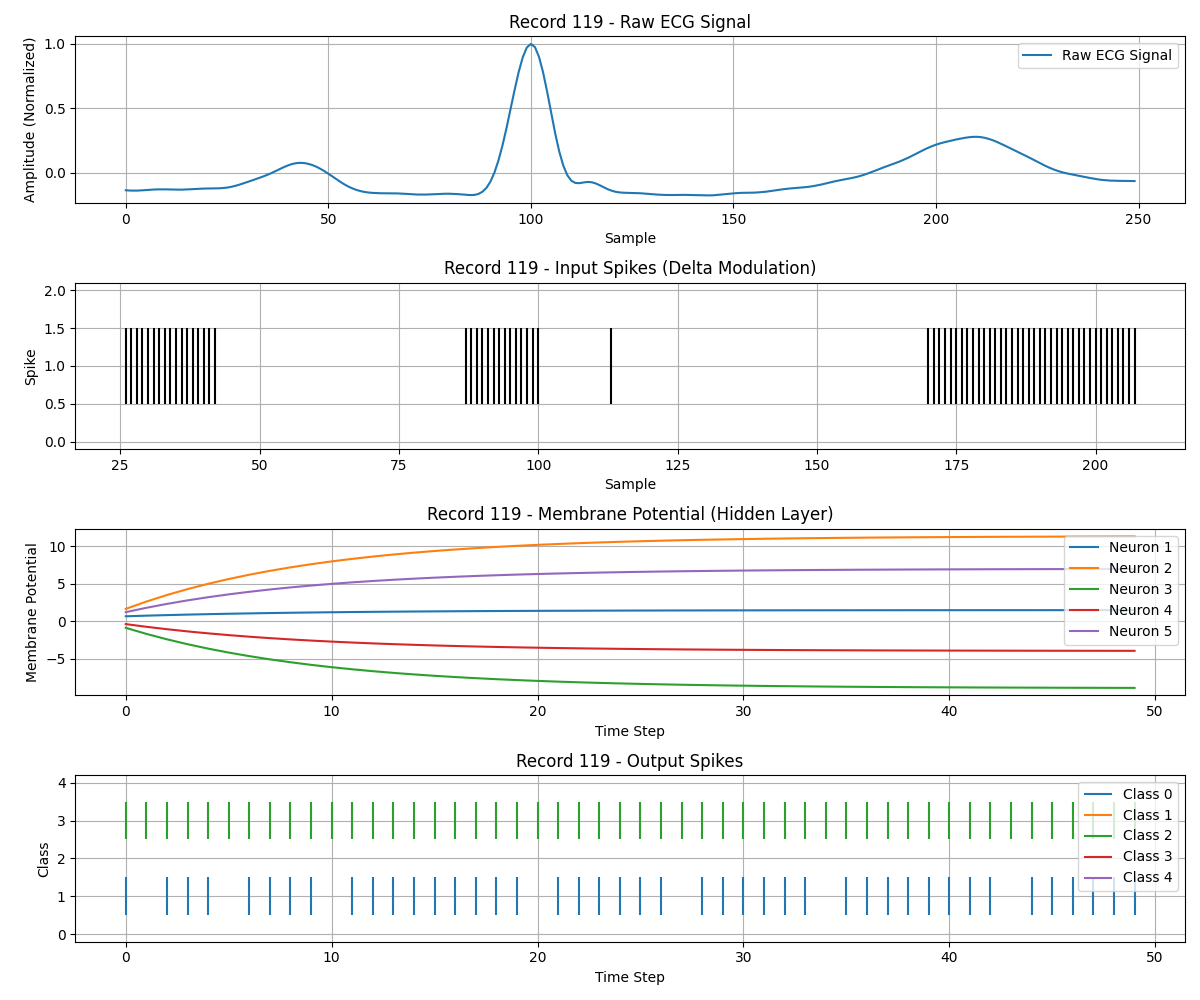 Record 119 - Raw ECG Signal
Amplitude (Normalized)
1.0
0.5
0.0
Raw ECG Signal
0 50 100 150 200 250
Sample
Record 119 - Input Spikes (Delta Modulation)
Spike
2.0
1.5
1.0
0.5
0.0
25 50 75 100 125 150 175 200
Sample
Record 119 - Membrane Potential (Hidden Layer)
Membrane Potential
10
5
0
−5
Neuron 1
Neuron 2
Neuron 3
Neuron 4
Neuron 5
0 10 20 30 40 50
Time Step
Record 119 - Output Spikes
Class
4
3
2
1
0
Class 0
Class 1
Class 2
Class 3
Class 4
0 10 20 30 40 50
Time Step